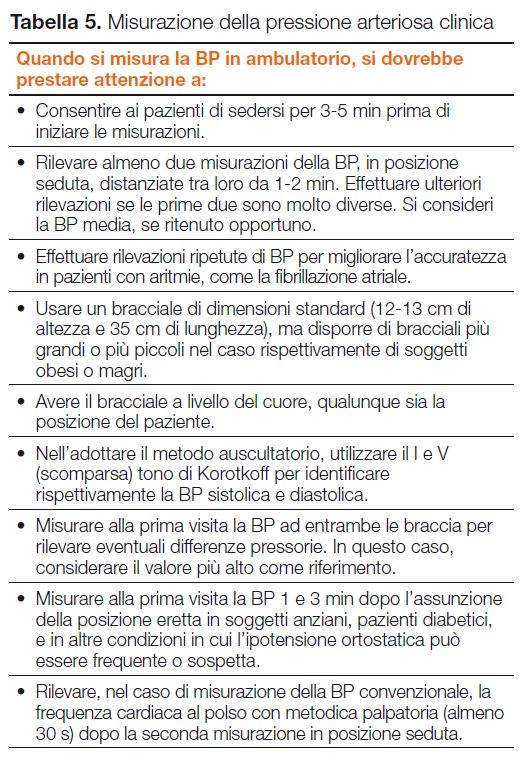 Tabella 5. Misurazione della pressione arteriosa clinica
Quando si misura la BP in ambulatorio, si dovrebbe
prestare attenzione a:
• Consentire ai pazienti di sedersi per 3-5 min prima di
iniziare le misurazioni.
• Rilevare almeno due misurazioni della BP, in posizione
seduta, distanziate tra loro da 1-2 min. Effettuare ulteriori
rilevazioni se le prime due sono molto diverse. Si consideri
la BP media, se ritenuto opportuno.
• Effettuare rilevazioni ripetute di BP per migliorare l'accuratezza
in pazienti con aritmie, come la fibrillazione atriale.
• Usare un bracciale di dimensioni standard (12-13 cm di
altezza e 35 cm di lunghezza), ma disporre di bracciali più
grandi o più piccoli nel caso rispettivamente di soggetti
obesi o magri.
• Avere il bracciale a livello del cuore, qualunque sia la
posizione del paziente.
• Nell'adottare il metodo auscultatorio, utilizzare il I e V
(scomparsa) tono di Korotkoff per identificare
rispettivamente la BP sistolica e diastolica.
• Misurare alla prima visita la BP ad entrambe le braccia per
rilevare eventuali differenze pressorie. In questo caso,
considerare il valore più alto come riferimento.
• Misurare alla prima visita la BP 1 e 3 min dopo l'assunzione
della posizione eretta in soggetti anziani, pazienti diabetici,
e in altre condizioni in cui l'ipotensione ortostatica può
essere frequente o sospetta.
• Rilevare, nel caso di misurazione della BP convenzionale, la
frequenza cardiaca al polso con metodica palpatoria (almeno
30 s) dopo la seconda misurazione in posizione seduta.